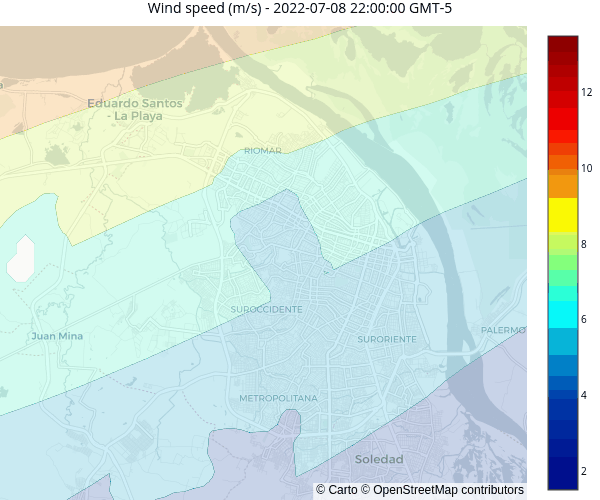 Wind speed (m/s) - 2022-07-08 22:00:00 GMT-5
Eduardo Santos
- La Playa
RIOMAR
SUROCCIDENTE
Juan Mina
SURORIENTE
PALERMO
METROPOLITANA
Soledad
© Carto © OpenStreetMap contributors
12
10
8
6
4
2